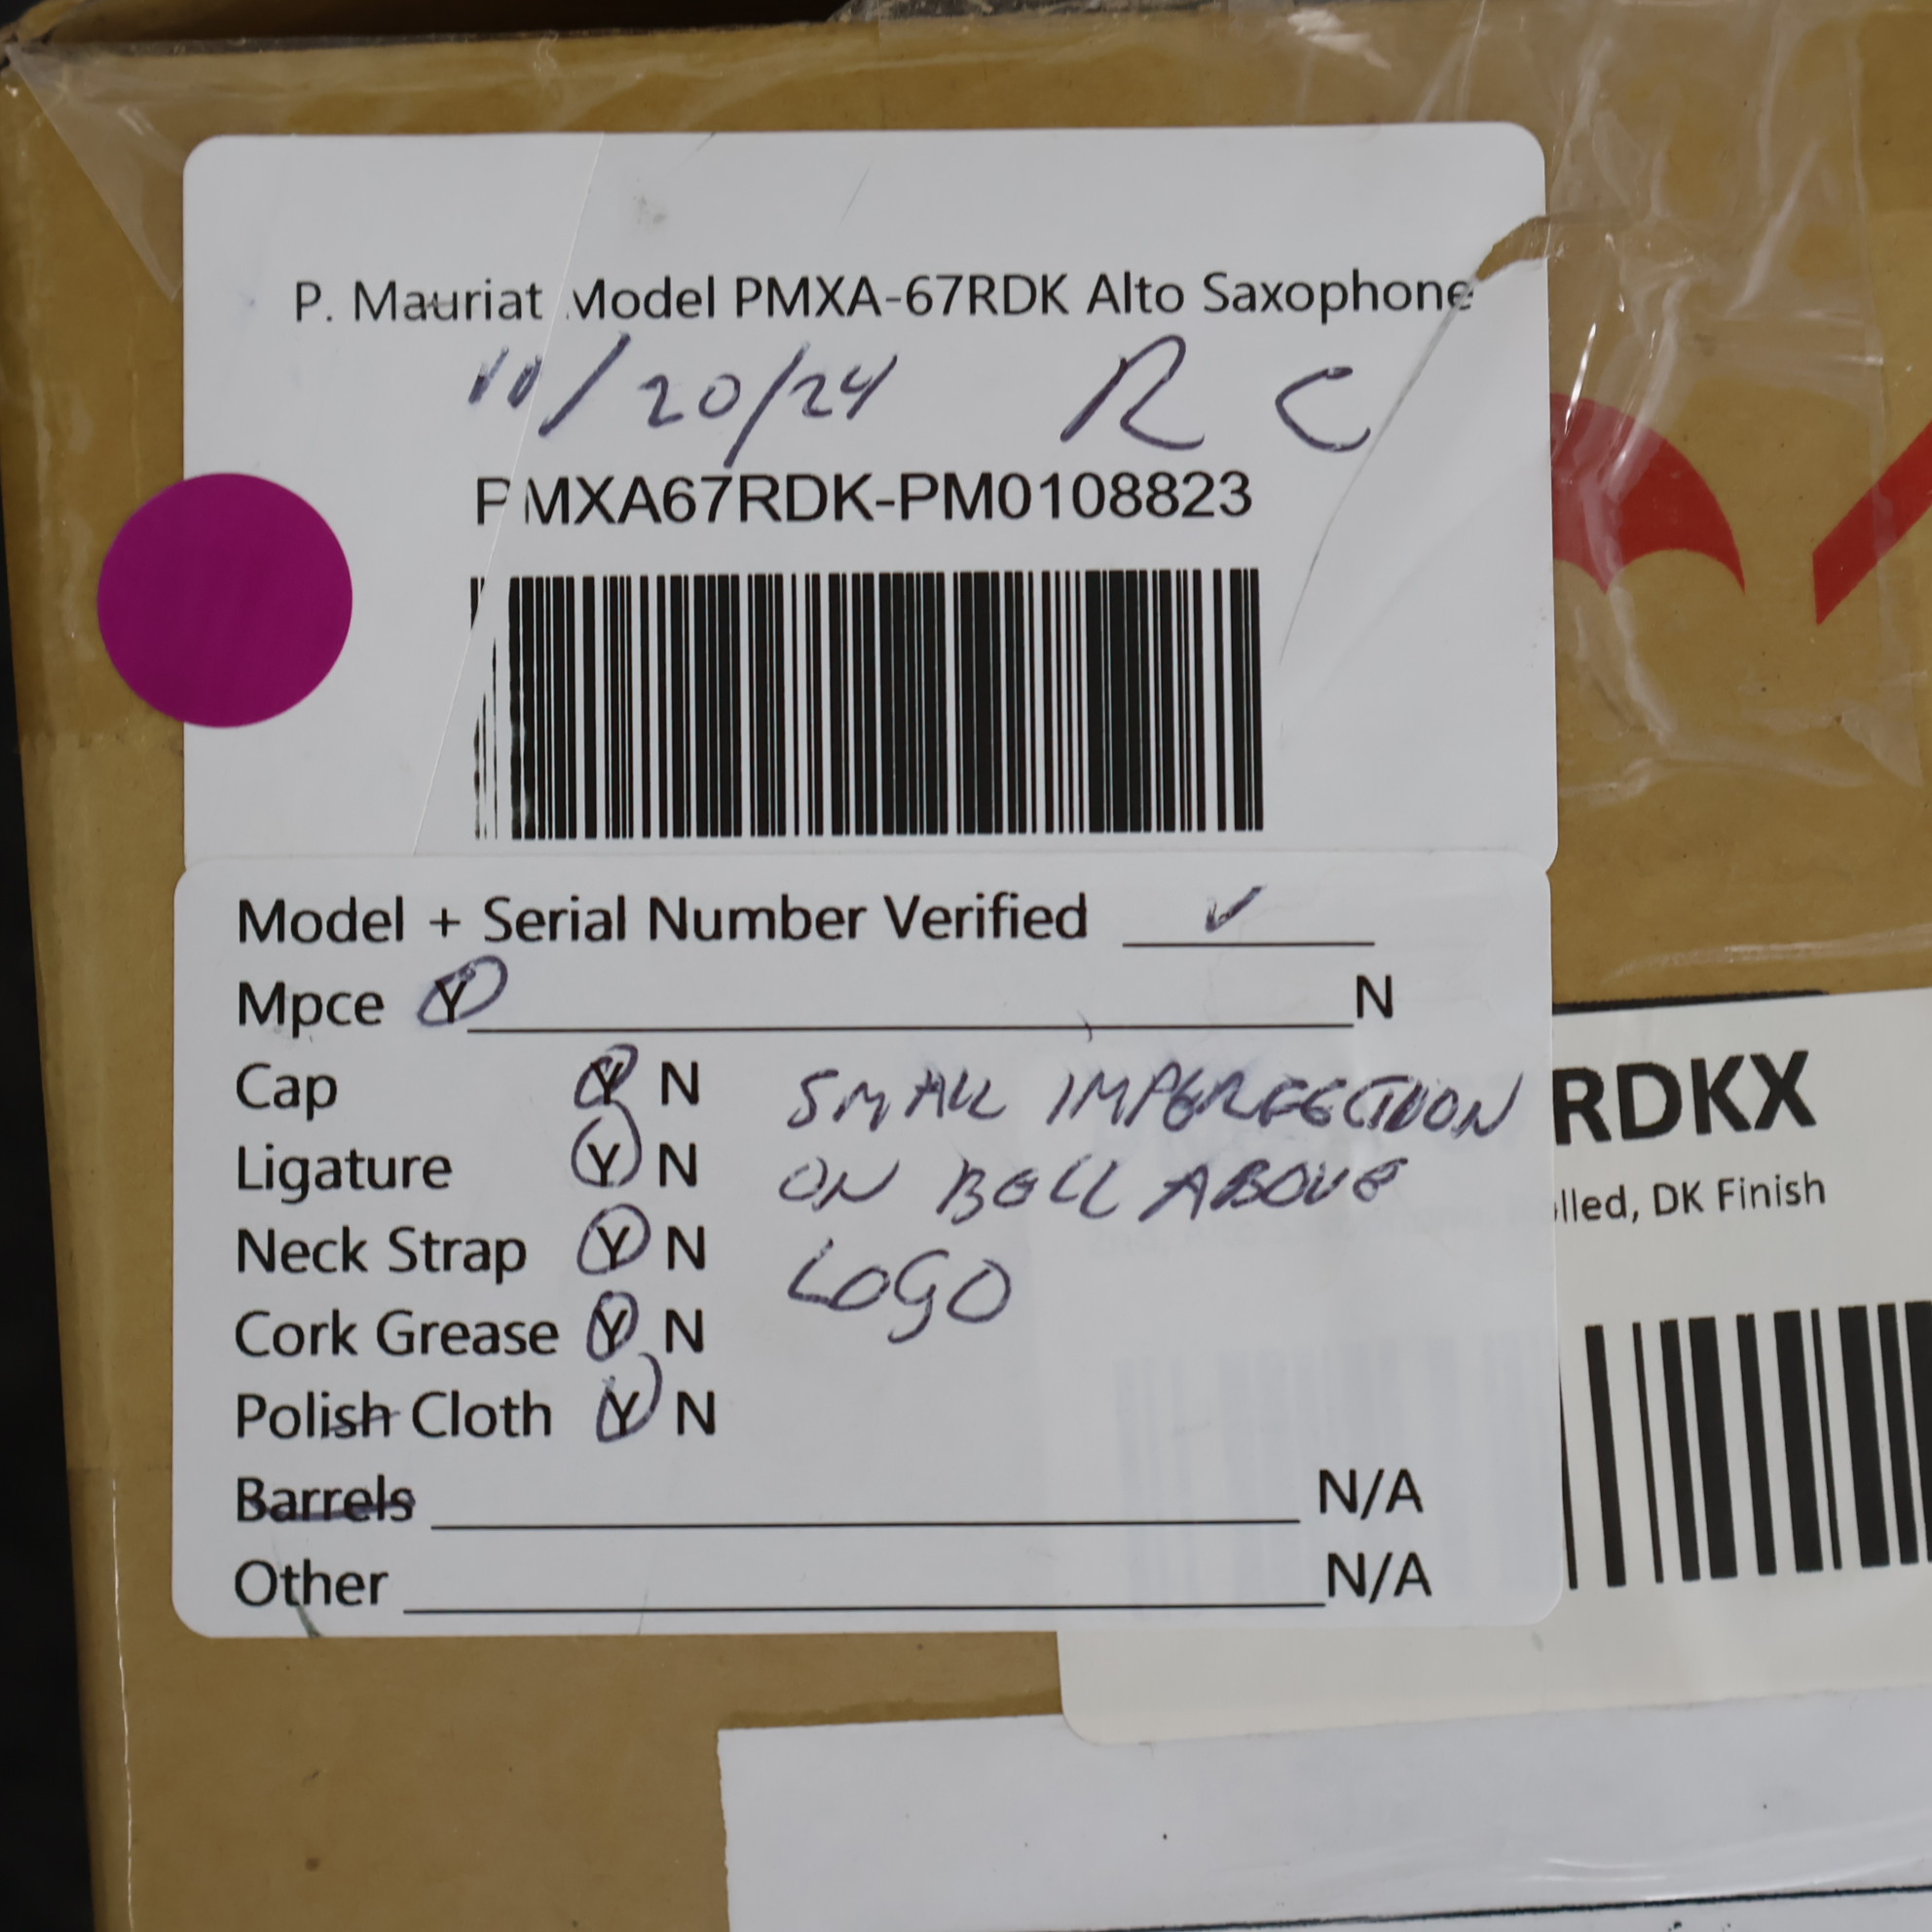 P. Mauriat Model PMXA-67RDK Alto Saxophone
11/20/24 R C
PMXA67RDK-PM0108823
Model + Serial Number Verified ✓
Mpce Y N
Cap Y N
Ligature Y N
Neck Strap Y N
Cork Grease Y N
Polish Cloth Y N
Barrels N/A
Other N/A
SMALL IMPERFECTION
ON BELL ABOVE
LOGO
RDKX
lled, DK Finish